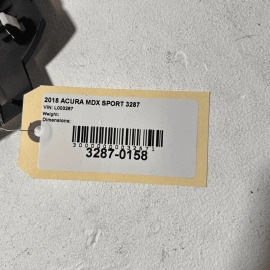 2018 ACURA MDX SPORT 3287
VIN: L003287
Weight:
Dimensions:
3287-0158